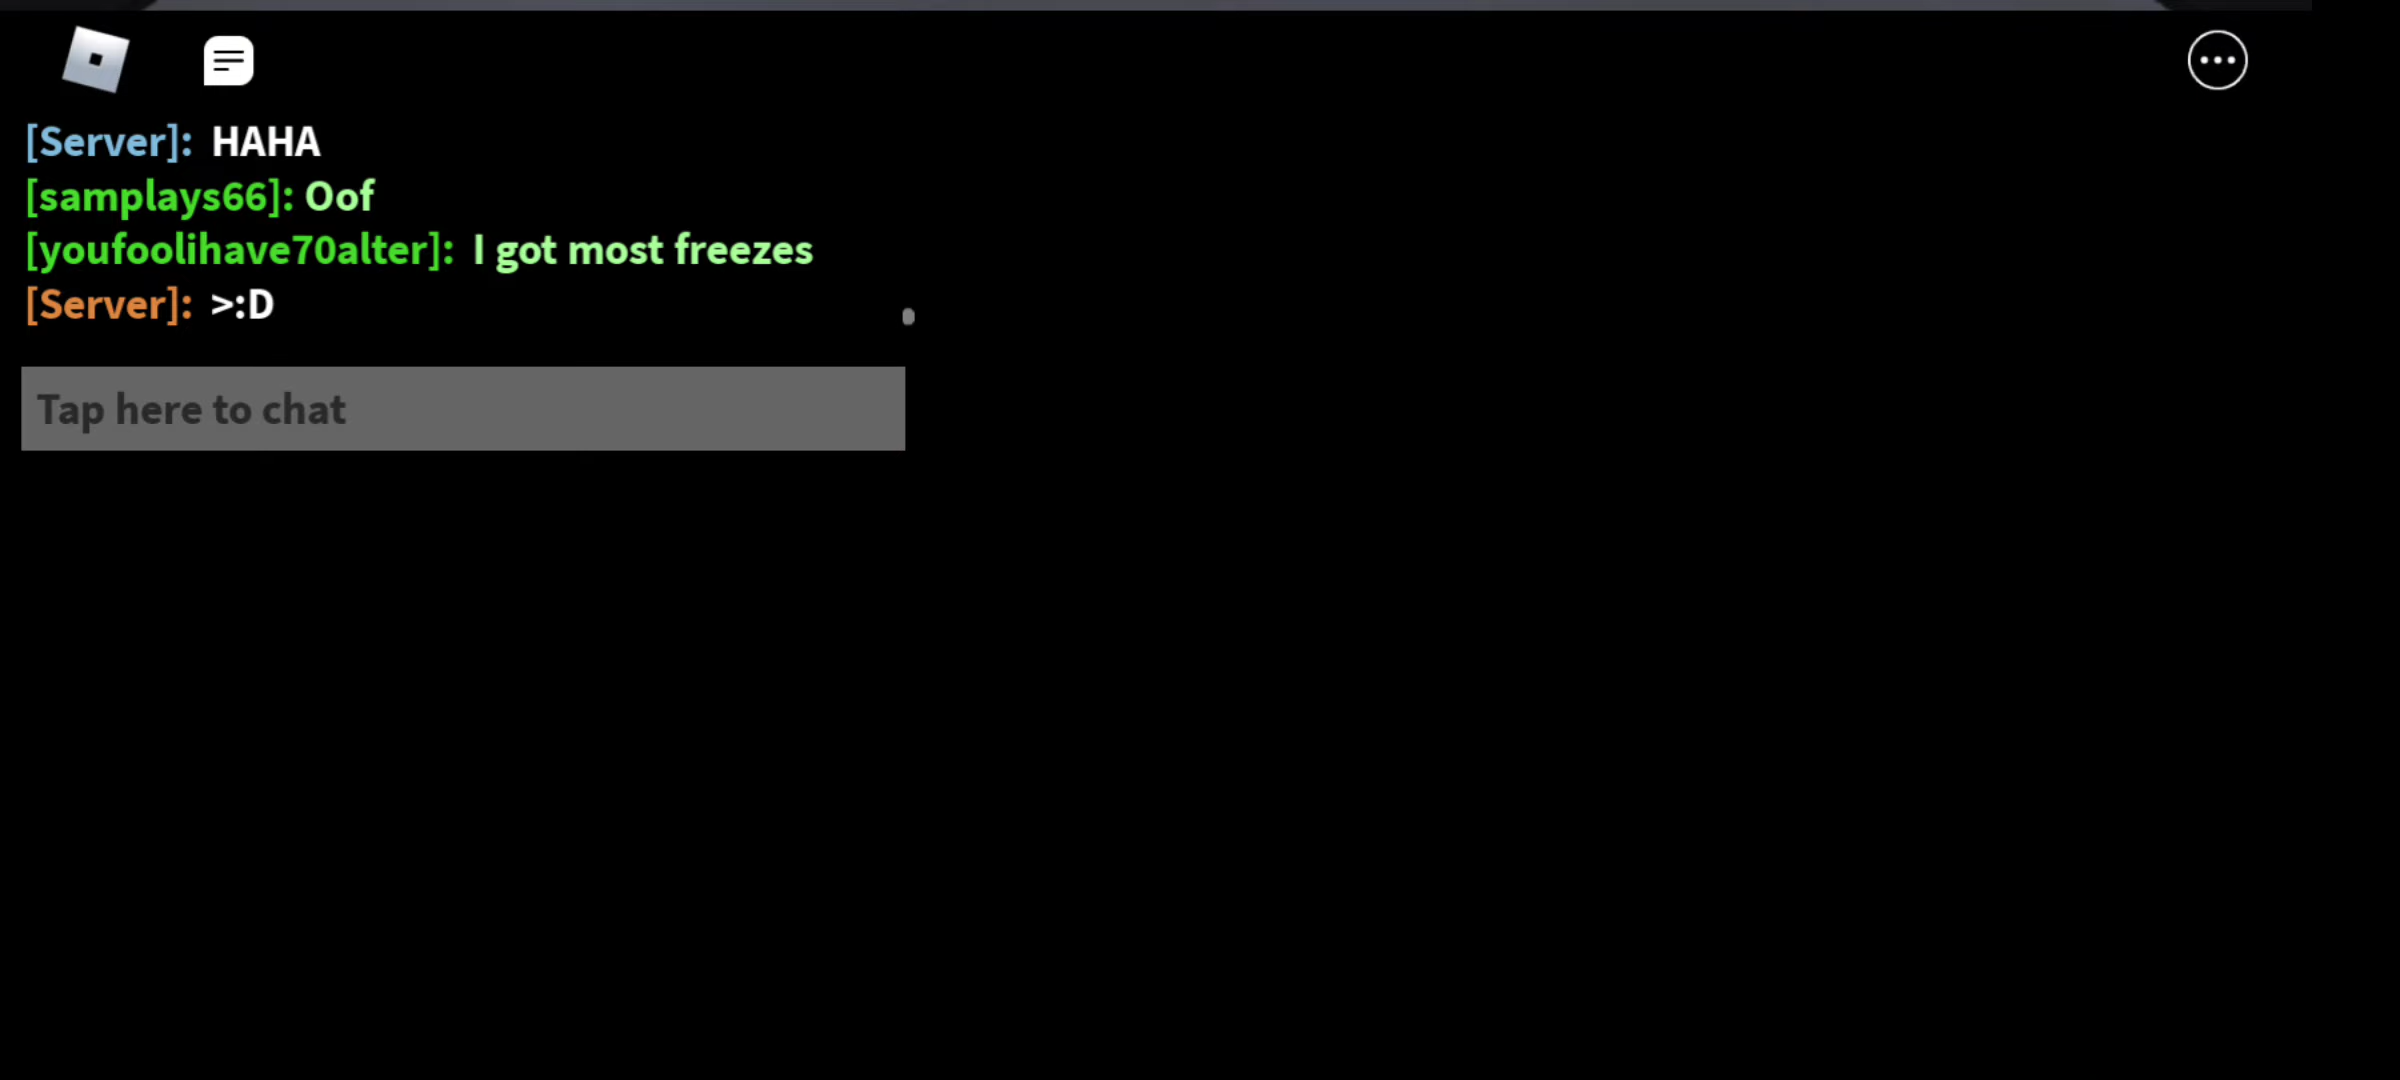 [Server]: HAHA
[samplays66]: Oof
[youfoolihave70alter]: I got most freezes
[Server]: >:D
Tap here to chat